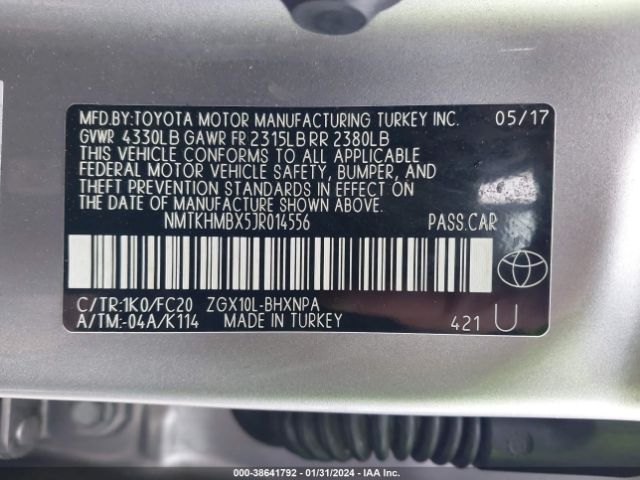 MFD.BY:TOYOTA MOTOR MANUFACTURING TURKEY INC. 05/17
GVWR 4330LB GAWR FR 2315LB RR 2380LB
THIS VEHICLE CONFORMS TO ALL APPLICABLE
FEDERAL MOTOR VEHICLE SAFETY, BUMPER, AND
THEFT PREVENTION STANDARDS IN EFFECT ON
THE DATE OF MANUFACTURE SHOWN ABOVE.
NMTKHMBX5JR014556 PASS.CAR
C/TR:1K0/FC20 ZGX10L-BHXNPA
A/TM:-04A/K114 MADE IN TURKEY 421 U
000-38641792 - 01/31/2024 - IAA Inc.